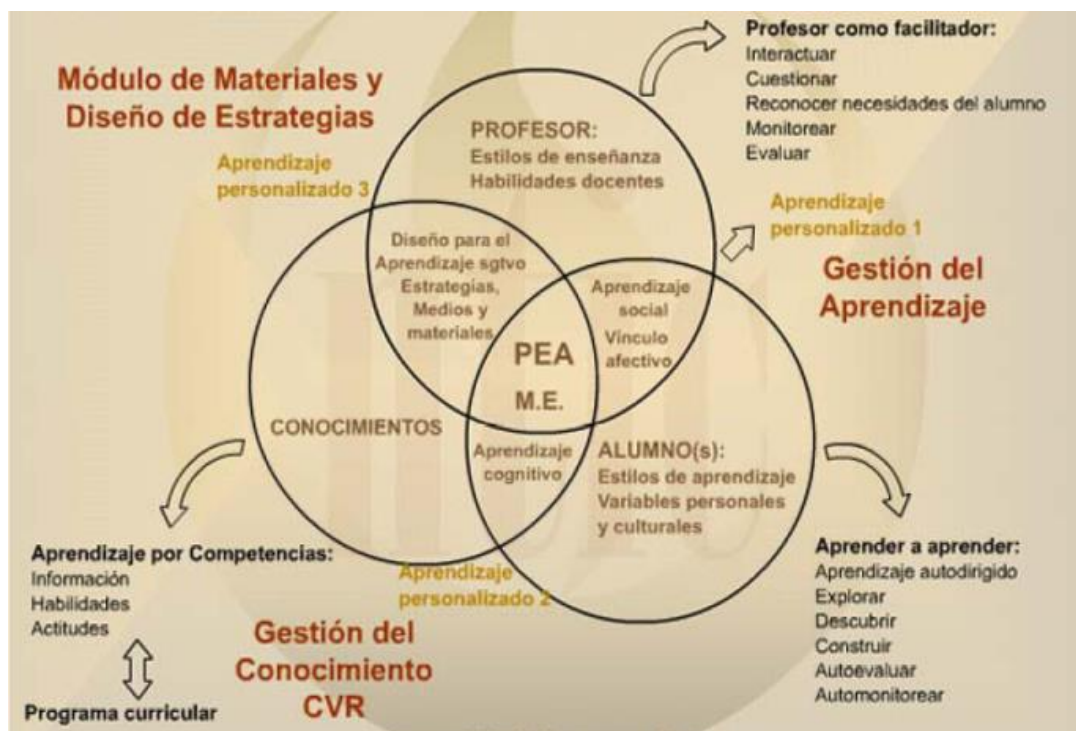 Módulo de Materiales y
Diseño de Estrategias
Aprendizaje
personalizado 3
PROFESOR:
Estilos de enseñanza
Habilidades docentes
Profesor como facilitador:
Interactuar
Cuestionar
Reconocer necesidades del alumno
Monitorear
Evaluar
Aprendizaje
personalizado 1
Gestión del
Aprendizaje
Diseño para el
Aprendizaje sgtvo
Estrategias,
Medios y
materiales
Aprendizaje
social
Vinculo
afectivo
PEA
M.E.
CONOCIMIENTOS
Aprendizaje
cognitivo
ALUMNO(s):
Estilos de aprendizaje
Variables personales
y culturales
Aprendizaje por Competencias:
Información
Habilidades
Actitudes
Programa curricular
Aprendizaje
personalizado 2
Gestión del
Conocimiento
CVR
Aprender a aprender:
Aprendizaje autodirigido
Explorar
Descubrir
Construir
Autoevaluar
Automonitorear